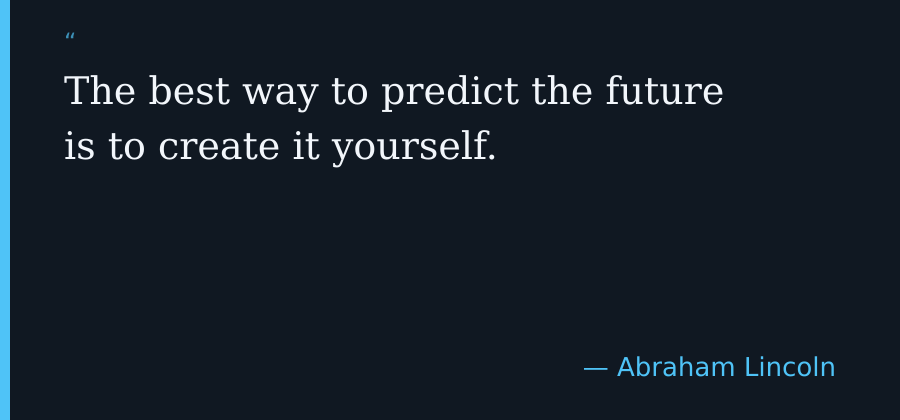 “
The best way to predict the future
is to create it yourself.
— Abraham Lincoln